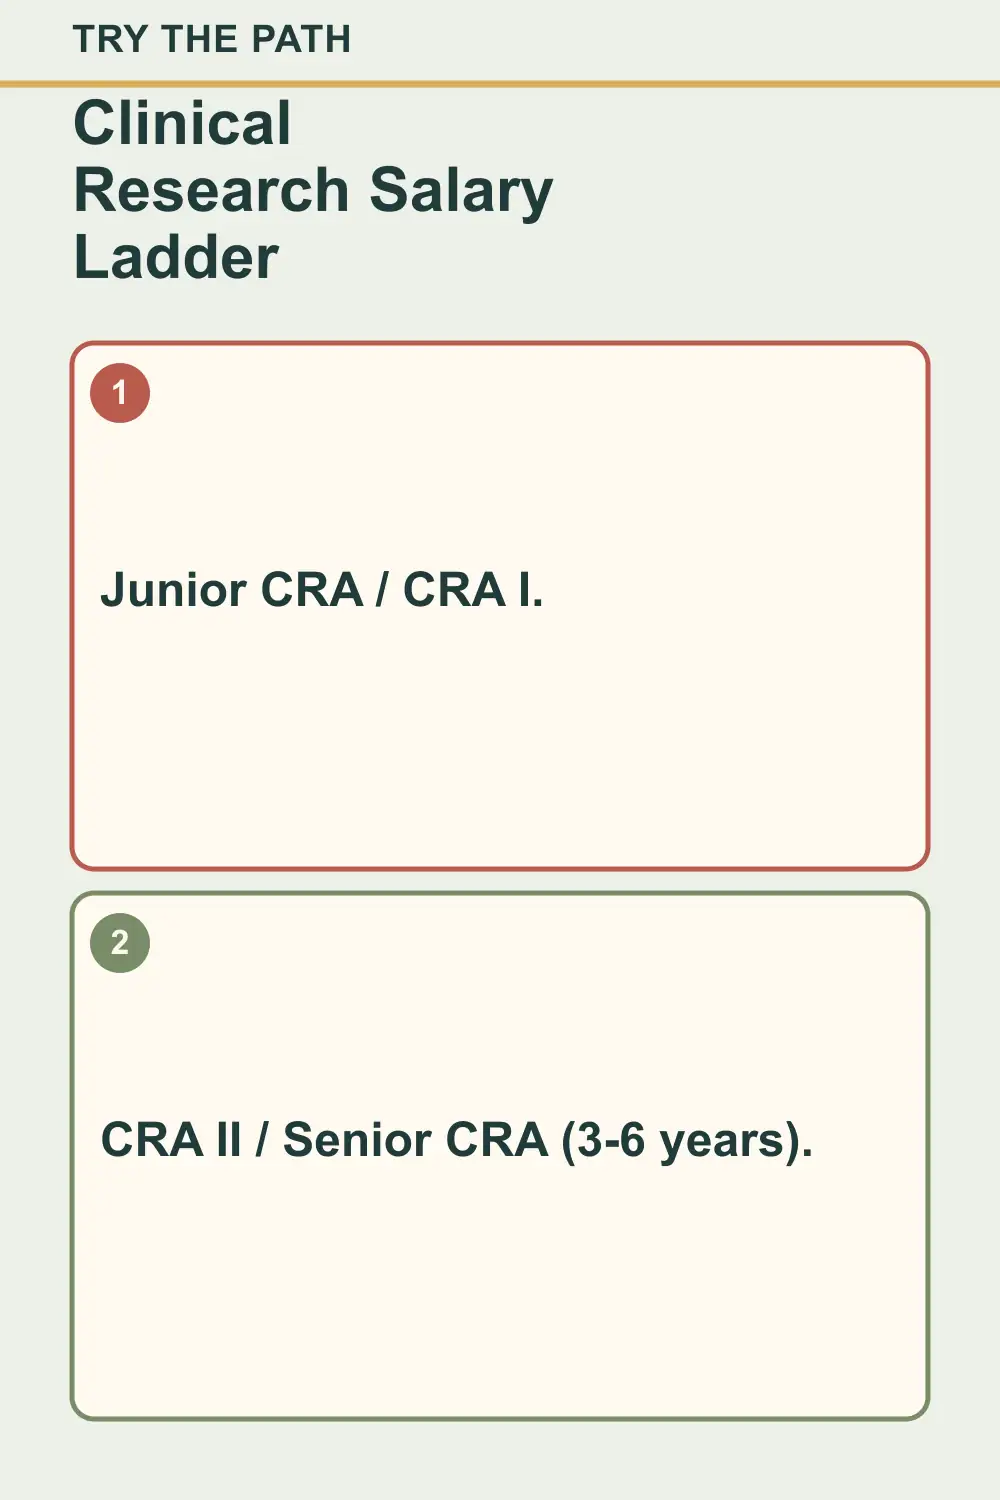 TRY THE PATH
Clinical
Research Salary
Ladder
1
Junior CRA / CRA I.
2
CRA II / Senior CRA (3-6 years).